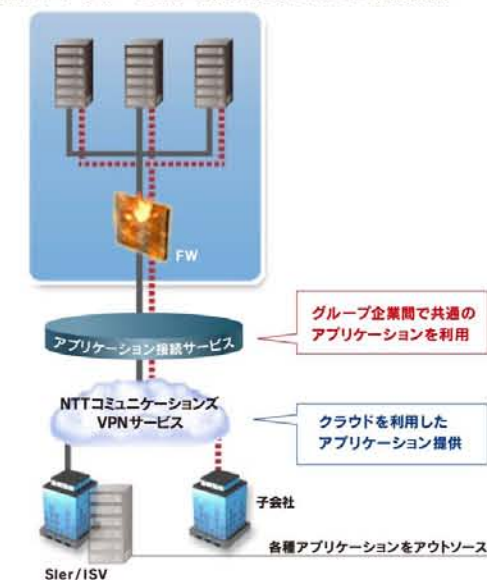 FW
グループ企業間で共通の
アプリケーションを利用
アプリケーション接続サービス
NTTコミュニケーションズ
VPNサービス
クラウドを利用した
アプリケーション提供
子会社
各種アプリケーションをアウトソース
SIer/ISV